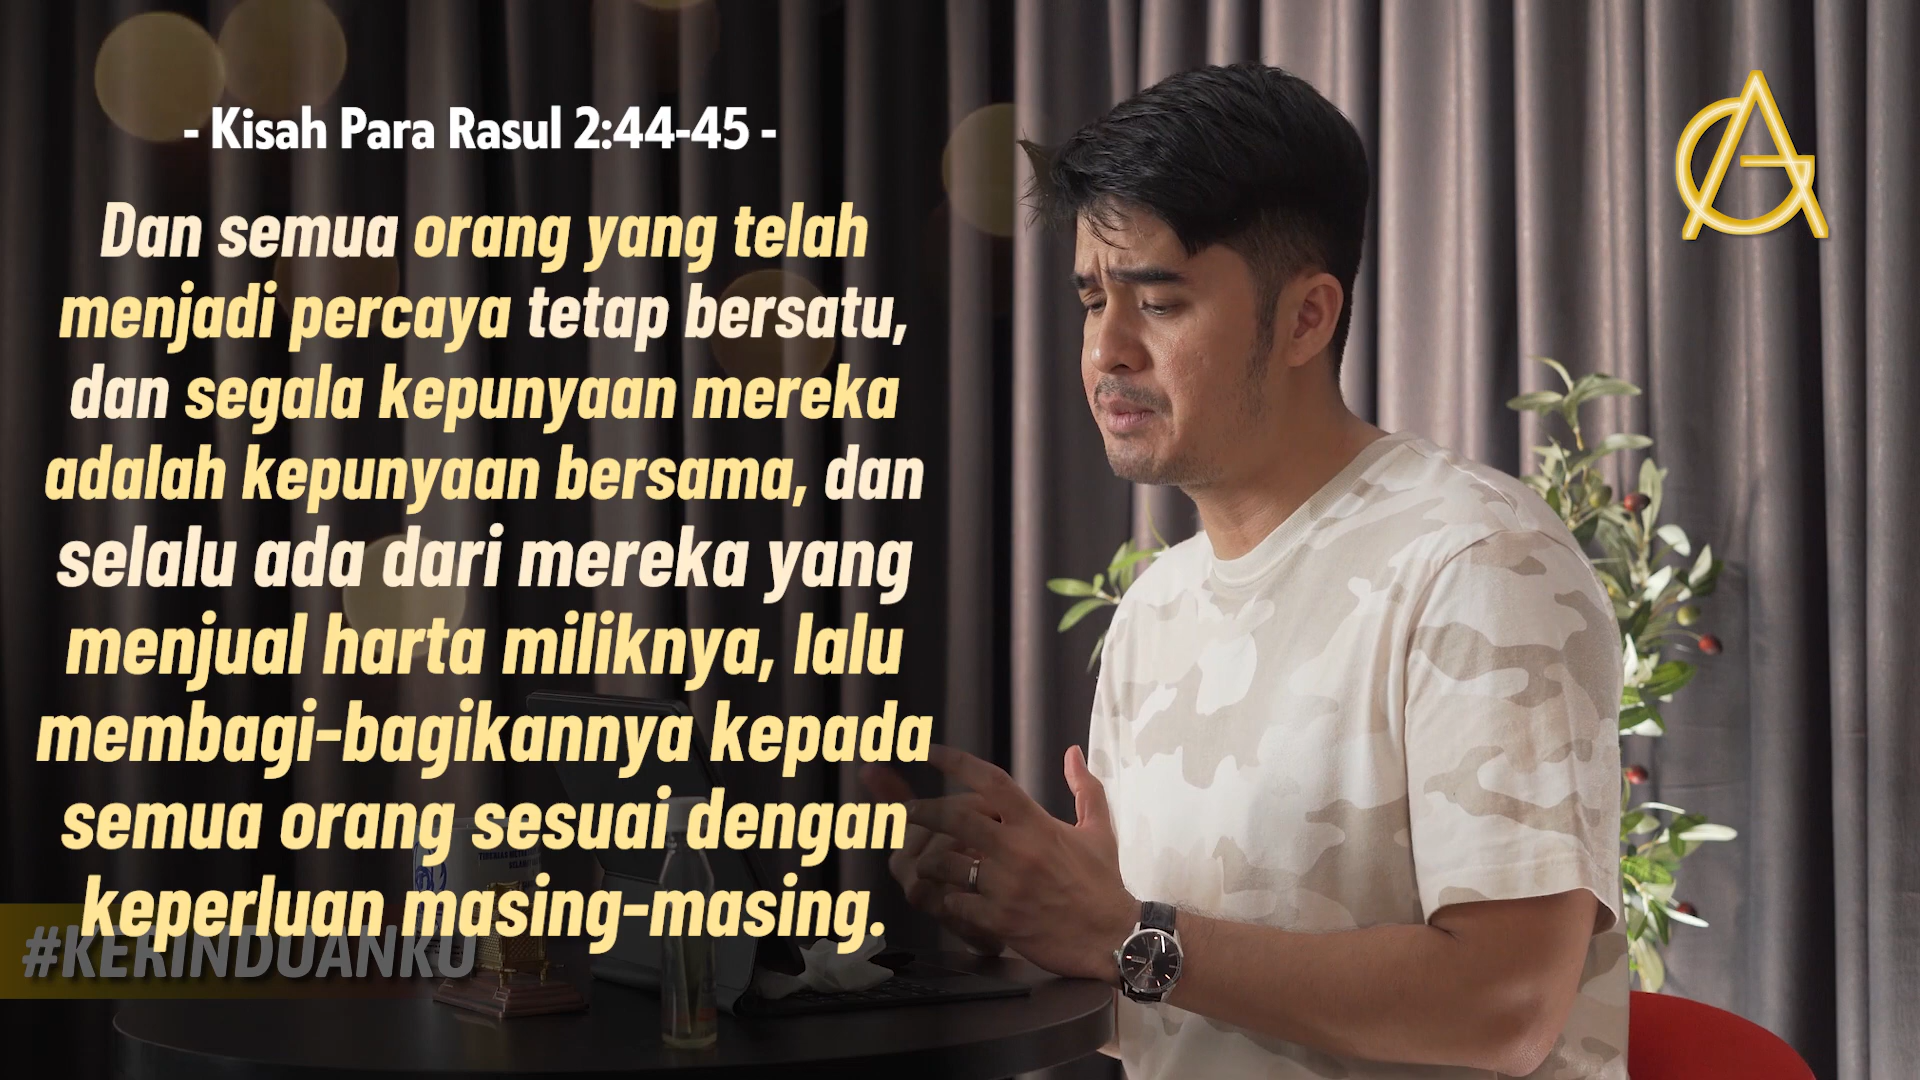 - Kisah Para Rasul 2:44-45 -
Dan semua orang yang telah
menjadi percaya tetap bersatu,
dan segala kepunyaan mereka
adalah kepunyaan bersama, dan
selalu ada dari mereka yang
menjual harta miliknya, lalu
membagi-bagikannya kepada
semua orang sesuai dengan
keperluan masing-masing.
#KERINDUANKU